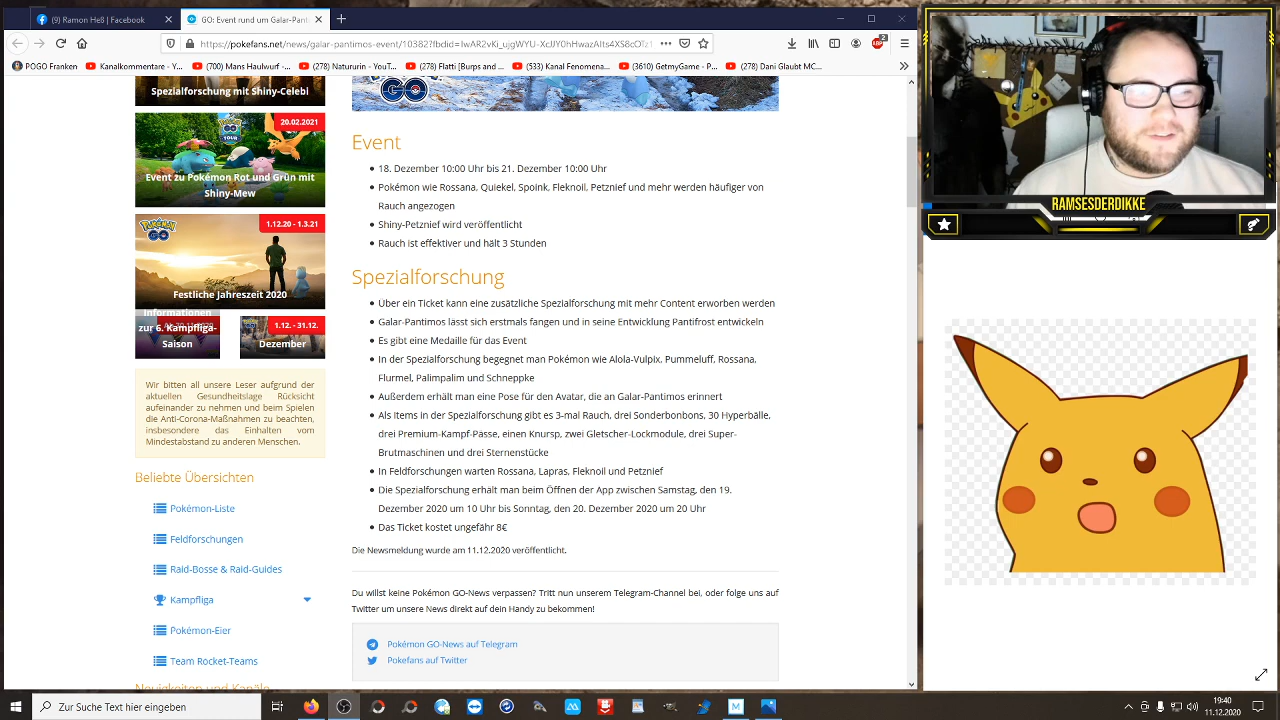 (9) Ramon Heß | Facebook
GO: Event rund um Galar-Pant
https://pokefans.net/news/galar-pantimos-event/10382?fbdid=
POGO Franken
Kanalkommentare - Y...
(700) Mans Haulwurf -...
(278) Natururin - YouT...
(278) Flatti [Burps and ...
(533) Kanal Fenomena...
(3610) GetmyGame - P...
(278) Dani Glaubt MC...
ABP
2
Spezialforschung mit Shiny-Celebi
20.02.2021
GO TOUR
Event zu Pokémon Rot und Grün mit
Shiny-Mew
POKÉMON GO
1.12.20 - 1.3.21
Festliche Jahreszeit 2020
Informationen
zur 6. Kampfliga-
Saison
1.12. - 31.12.
Dezember
Wir bitten all unsere Leser aufgrund der
aktuellen Gesundheitslage Rücksicht
aufeinander zu nehmen und beim Spielen
die Anti-Corona-Maßnahmen zu beachten,
insbesondere das Einhalten vom
Mindestabstand zu anderen Menschen.
Beliebte Übersichten
Pokémon-Liste
Feldforschungen
Raid-Bosse & Raid-Guides
Kampfliga
Pokémon-Eier
Team Rocket-Teams
Neuigkeiten und Kanäle
GO
Event
18. Dezember 10:00 Uhr bis 21. Dezember 10:00 Uhr
Pokémon wie Rossana, Quiekel, Spoink, Fleknoil, Petznief und mehr werden häufiger von
Rauch angezogen
Shiny-Petznief wird veröffentlicht
Rauch ist effektiver und hält 3 Stunden
Spezialforschung
Über ein Ticket kann eine zusätzliche Spezialforschung mit mehr Content erworben werden
Galar-Pantimos lässt sich erstmals fangen und in seine Entwicklung Pantifrost entwickeln
Es gibt eine Medaille für das Event
In der Spezialforschung begegnet man Pokémon wie Alola-Vulpix, Pummeluff, Rossana,
Flurmel, Palimpalim und Schneppke
Außerdem erhält man eine Pose für den Avatar, die an Galar-Pantimos erinnert
Als Items in der Spezialforschung gibt es 3-mal Rauch, drei Sonderbonbons, 30 Hyperbälle,
drei Premium-Kampf-Pässe, einen Knursp, zwei Gletscher-Lockmodule, drei Super-
Brutmaschinen und drei Sternenstücke
In Feldforschungen warten Rossana, Lapras, Fleknoil und Petznief
Die Spezialforschung erhält man beim Öffnen der App zwischen Samstag, den 19.
Dezember 2020 um 10 Uhr bis Sonntag, den 20. Dezember 2020 um 20 Uhr
Das Ticket kostet ungefähr 8€
Die Newsmeldung wurde am 11.12.2020 veröffentlicht.
Du willst keine Pokémon GO-News verpassen? Tritt nun unserem Telegram-Channel bei, oder folge uns auf
Twitter um unsere News direkt auf dein Handy zu bekommen!
Pokémon GO-News auf Telegram
Pokefans auf Twitter
RAMSESDERDIKKE
Zur Suche Text hier eingeben
M
19:40
11.12.2020